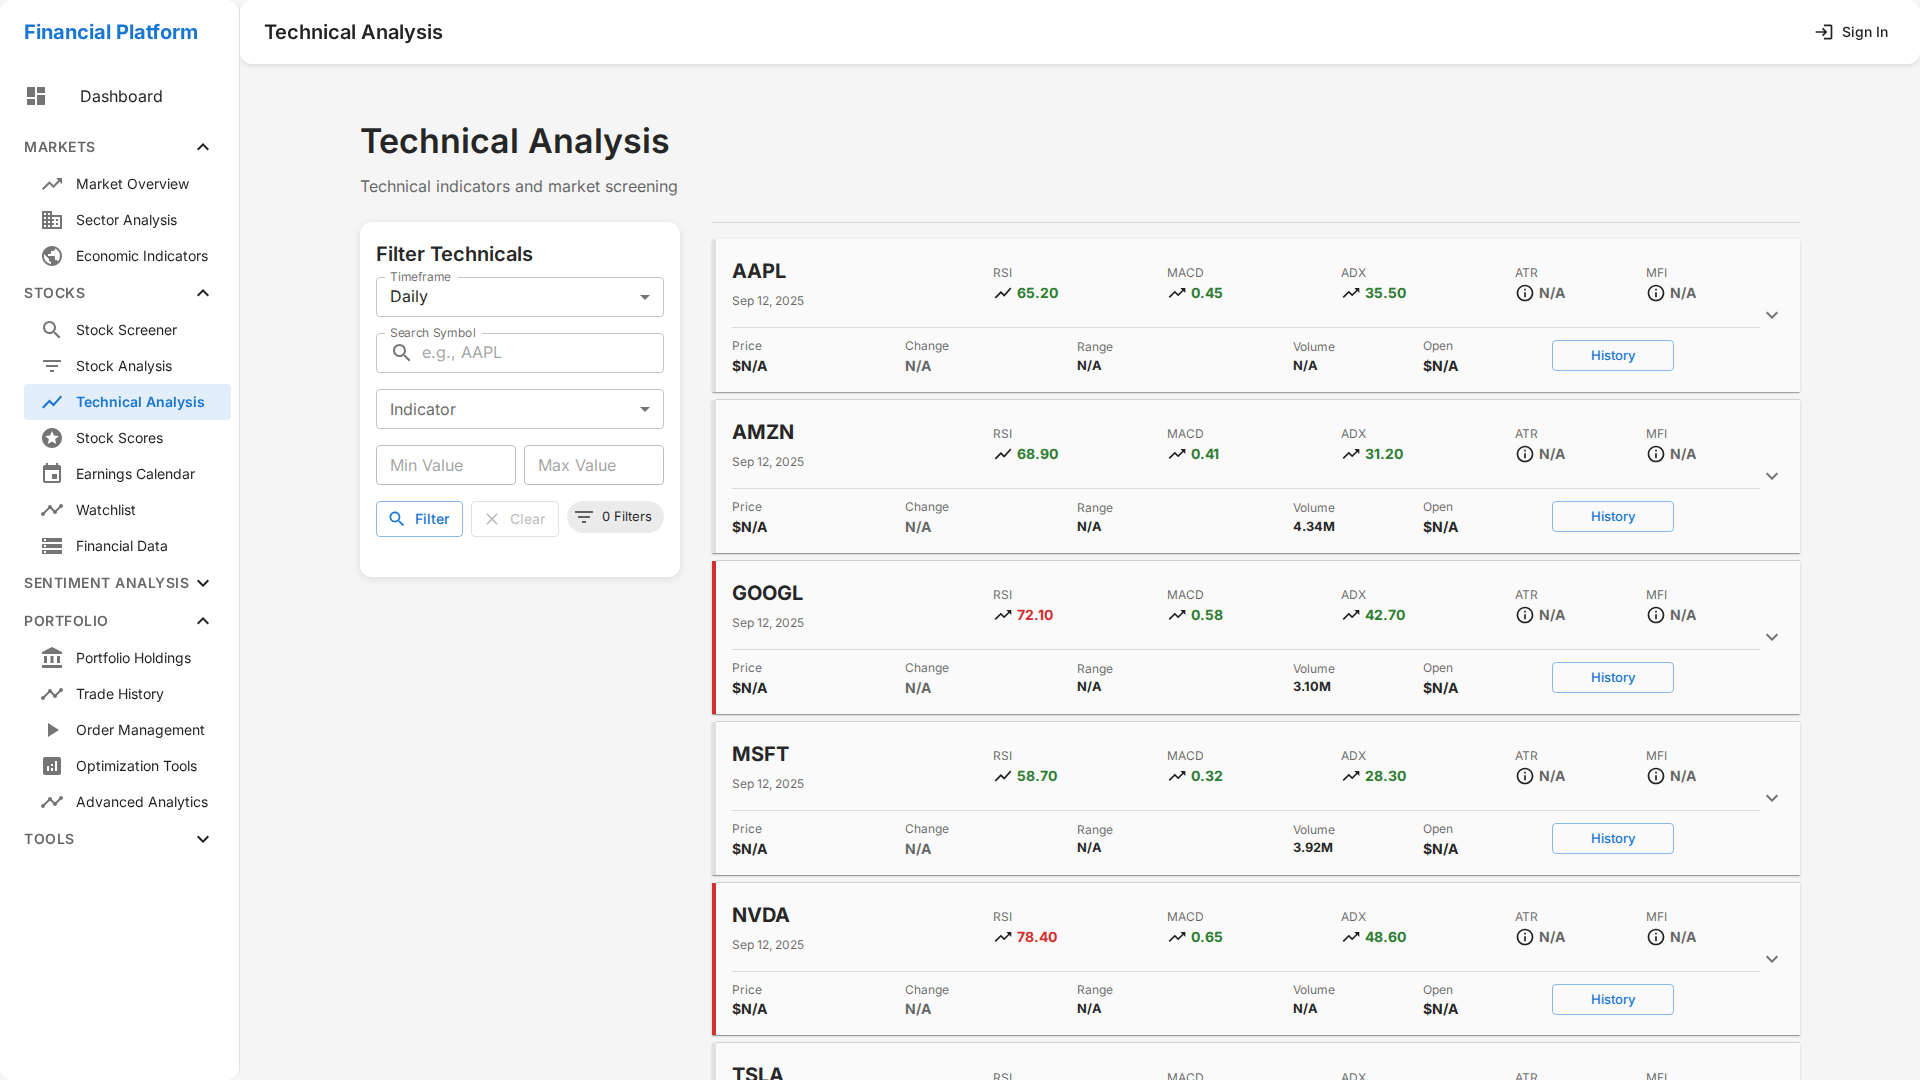 Financial Platform
Technical Analysis
Sign In
Dashboard
MARKETS
Market Overview
Sector Analysis
Economic Indicators
STOCKS
Stock Screener
Stock Analysis
Technical Analysis
Stock Scores
Earnings Calendar
Watchlist
Financial Data
SENTIMENT ANALYSIS
PORTFOLIO
Portfolio Holdings
Trade History
Order Management
Optimization Tools
Advanced Analytics
TOOLS
Technical Analysis
Technical indicators and market screening
Filter Technicals
Timeframe
Daily
Search Symbol
e.g., AAPL
Indicator
Min Value Max Value
Filter Clear 0 Filters
AAPL
Sep 12, 2025
RSI MACD ADX ATR MFI
65.20 0.45 35.50 N/A N/A
Price Change Range Volume Open
$N/A N/A N/A N/A $N/A
History
AMZN
Sep 12, 2025
RSI MACD ADX ATR MFI
68.90 0.41 31.20 N/A N/A
Price Change Range Volume Open
$N/A N/A N/A 4.34M $N/A
History
GOOGL
Sep 12, 2025
RSI MACD ADX ATR MFI
72.10 0.58 42.70 N/A N/A
Price Change Range Volume Open
$N/A N/A N/A 3.10M $N/A
History
MSFT
Sep 12, 2025
RSI MACD ADX ATR MFI
58.70 0.32 28.30 N/A N/A
Price Change Range Volume Open
$N/A N/A N/A 3.92M $N/A
History
NVDA
Sep 12, 2025
RSI MACD ADX ATR MFI
78.40 0.65 48.60 N/A N/A
Price Change Range Volume Open
$N/A N/A N/A N/A $N/A
History
TSLA
RSI MACD ADX ATR MFI